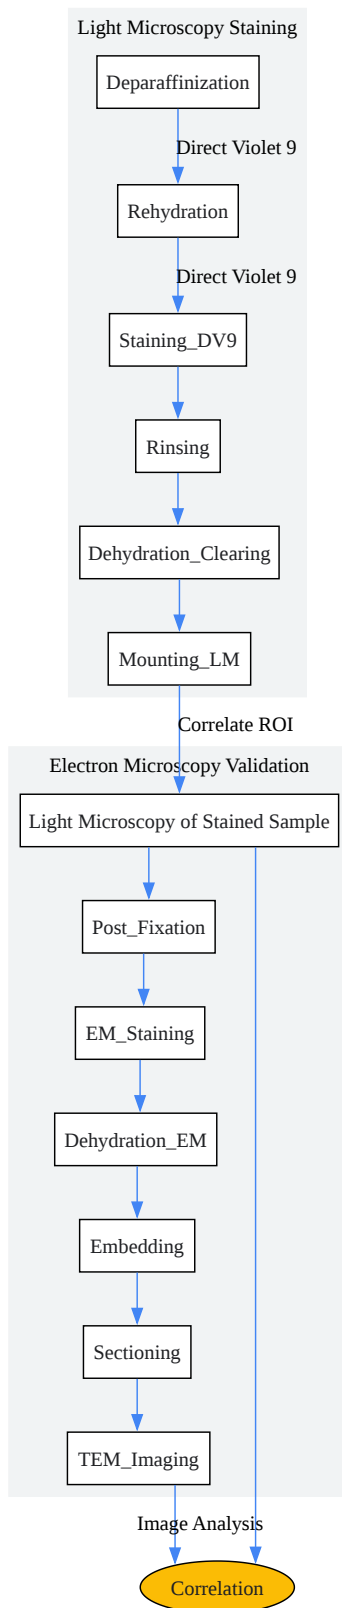 Light Microscopy Staining
Deparaffinization
Direct Violet 9
Rehydration
Direct Violet 9
Staining_DV9
Rinsing
Dehydration_Clearing
Mounting_LM
Correlate ROI
Electron Microscopy Validation
Light Microscopy of Stained Sample
Post_Fixation
EM_Staining
Dehydration_EM
Embedding
Sectioning
TEM_Imaging
Image Analysis
Correlation